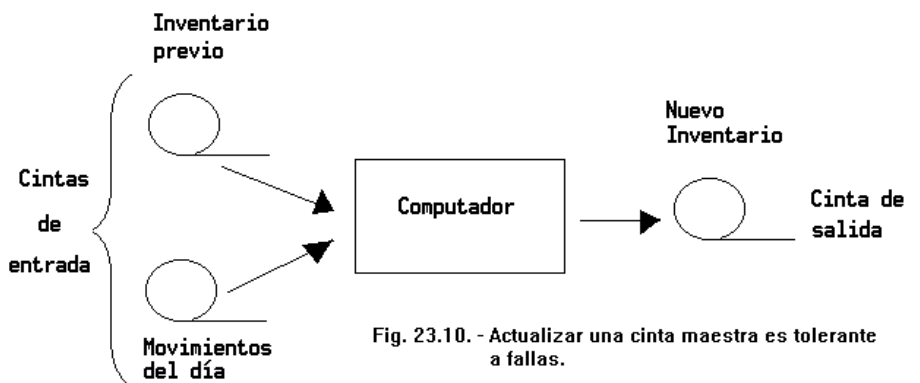 Inventario
previo
Cintas
de
entrada
Movimientos
del día
Computador
Nuevo
Inventario
Cinta de
salida
Fig. 23.10. - Actualizar una cinta maestra es tolerante
a fallas.